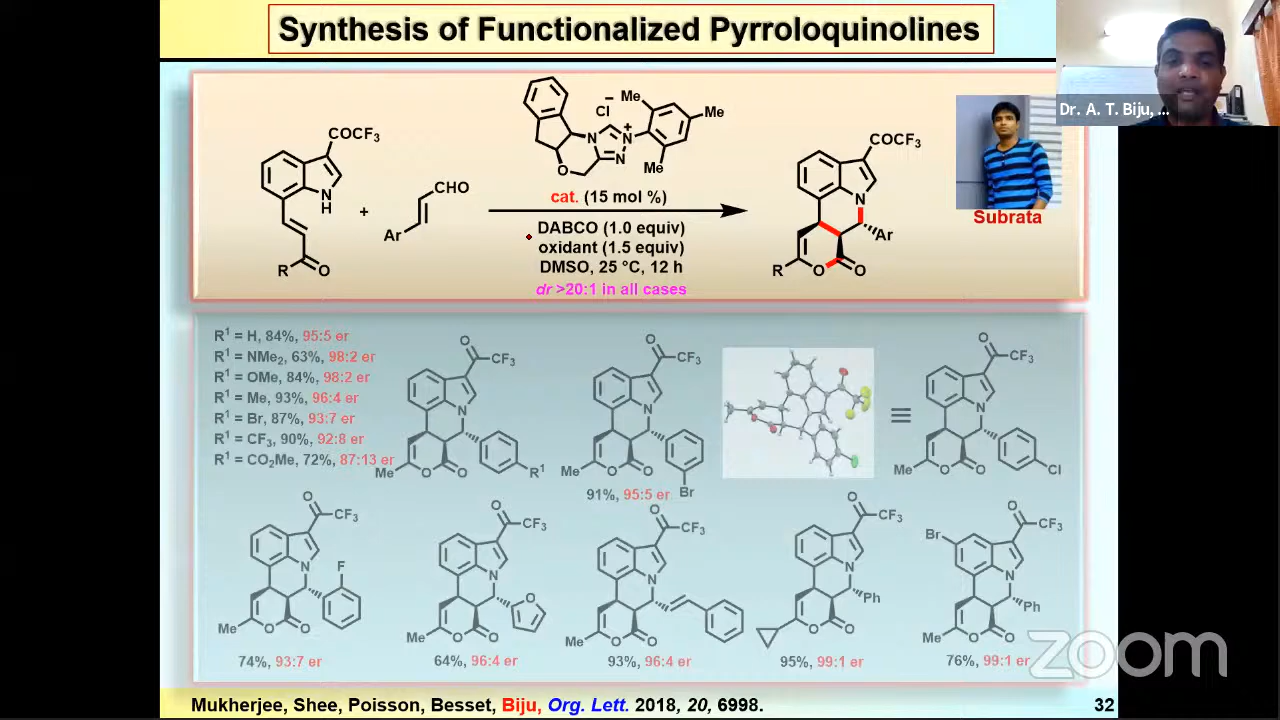 Synthesis of Functionalized Pyrroloquinolines
Dr. A. T. Biju, ...
COCF3
N
H
R
O
+
Ar
CHO
Cl
−
Me
Me
Me
N
N
+
N
O
cat. (15 mol %)
DABCO (1.0 equiv)
oxidant (1.5 equiv)
DMSO, 25 °C, 12 h
dr >20:1 in all cases
COCF3
N
Ar
R
O
O
Subrata
R1 = H, 84%, 95:5 er
R1 = NMe2, 63%, 98:2 er
R1 = OMe, 84%, 98:2 er
R1 = Me, 93%, 96:4 er
R1 = Br, 87%, 93:7 er
R1 = CF3, 90%, 92:8 er
R1 = CO2Me, 72%, 87:13 er
O
CF3
N
Me
O
O
R1
O
CF3
N
Me
O
O
Br
91%, 95:5 er
≡
O
CF3
N
Me
O
O
Cl
O
CF3
N
F
Me
O
O
74%, 93:7 er
O
CF3
N
O
Me
O
O
64%, 96:4 er
O
CF3
N
Me
O
O
93%, 96:4 er
O
CF3
N
Ph
O
O
95%, 99:1 er
O
CF3
Br
N
Ph
Me
O
O
76%, 99:1 er
zoom
Mukherjee, Shee, Poisson, Besset, Biju, Org. Lett. 2018, 20, 6998.
32